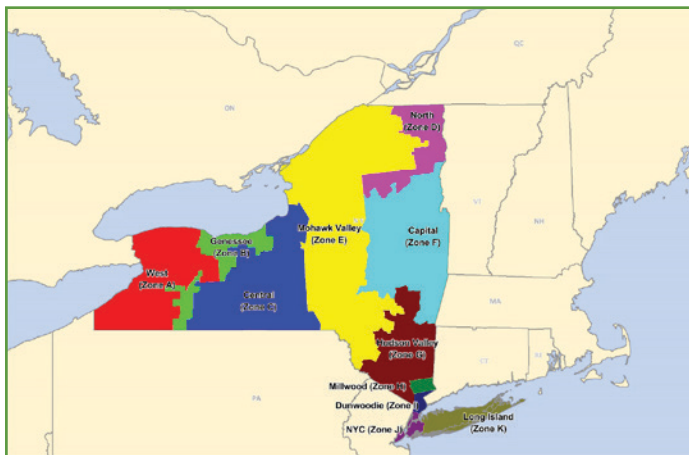 QC
ON
North
(Zone D)
VT
NH
Mohawk Valley
(Zone E)
Capital
(Zone F)
Genessee
(Zone B)
West
(Zone A)
Central
(Zone C)
MA
Hudson Valley
(Zone G)
CT
RI
PA
Millwood (Zone H)
Dunwoodie (Zone I)
Long Island
(Zone K)
NYC (Zone J)